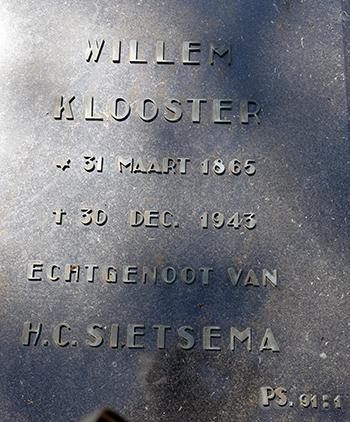 WILLEM
KLOOSTER
* 31 MAART 1865
† 30 DEC. 1943
ECHTGENOOT VAN
H.C. SIETSEMA
PS. 91:1